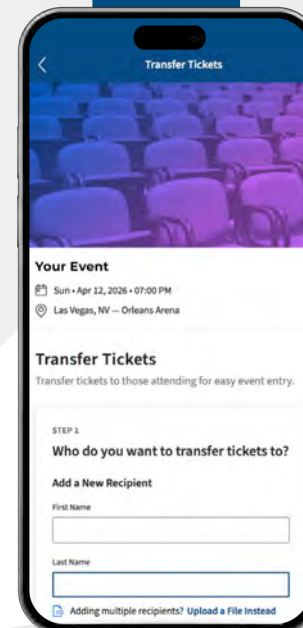 Transfer Tickets
Your Event
Sun • Apr 12, 2026 • 07:00 PM
Las Vegas, NV — Orleans Arena
Transfer Tickets
Transfer tickets to those attending for easy event entry.
STEP 1
Who do you want to transfer tickets to?
Add a New Recipient
First Name
Last Name
Adding multiple recipients? Upload a File Instead